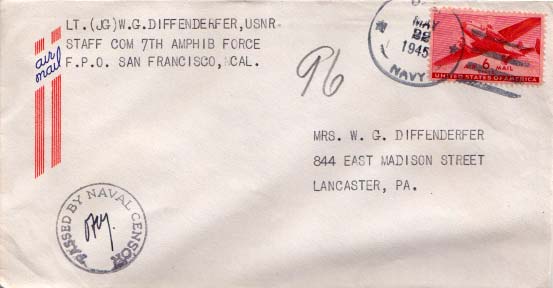 LT.(JG)W.G.DIFFENDERFER,USNR
STAFF COM 7TH AMPHIB FORCE
F.P.O. SAN FRANCISCO, CAL.
air
mail
96
MAY
22
1945
NAVY
6
MAIL
UNITED STATES OF AMERICA
MRS. W. G. DIFFENDERFER
844 EAST MADISON STREET
LANCASTER, PA.
PASSED BY NAVAL CENSOR